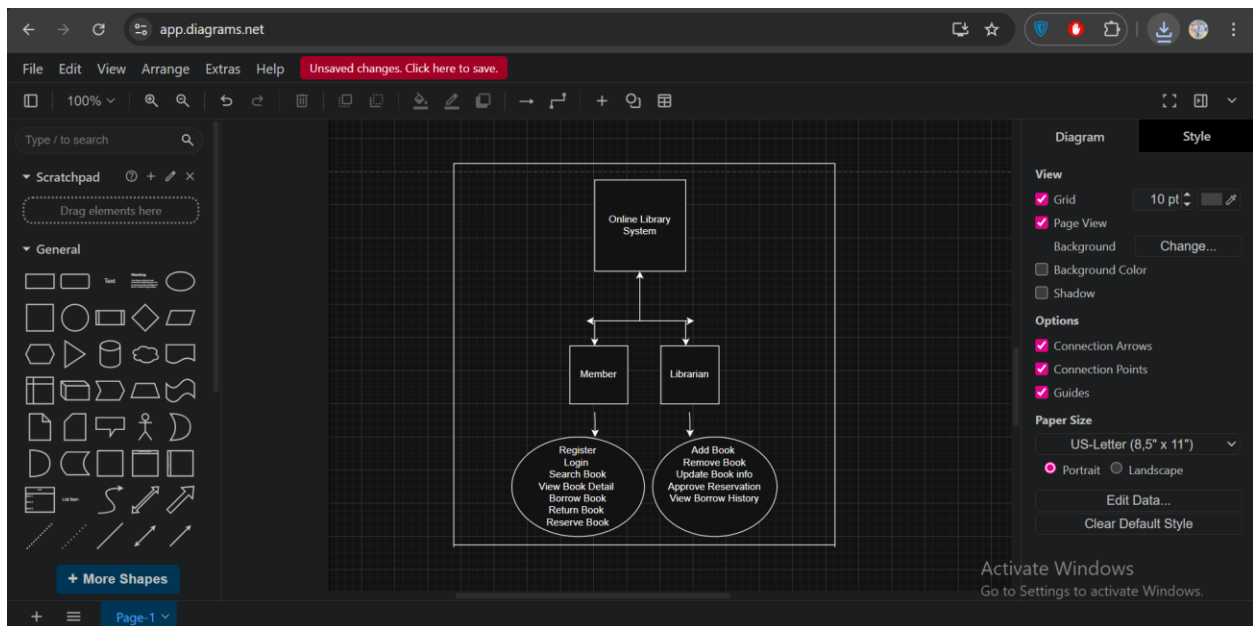 app.diagrams.net
File Edit View Arrange Extras Help Unsaved changes. Click here to save.
100%
Type / to search
Scratchpad
Drag elements here
General
Text
Heading
List Item
+ More Shapes
Page-1
Online Library
System
Member
Librarian
Register
Login
Search Book
View Book Detail
Borrow Book
Return Book
Reserve Book
Add Book
Remove Book
Update Book info
Approve Reservation
View Borrow History
Diagram Style
View
Grid 10 pt
Page View
Background Change...
Background Color
Shadow
Options
Connection Arrows
Connection Points
Guides
Paper Size
US-Letter (8,5" x 11")
Portrait Landscape
Edit Data...
Clear Default Style
Activate Windows
Go to Settings to activate Windows.